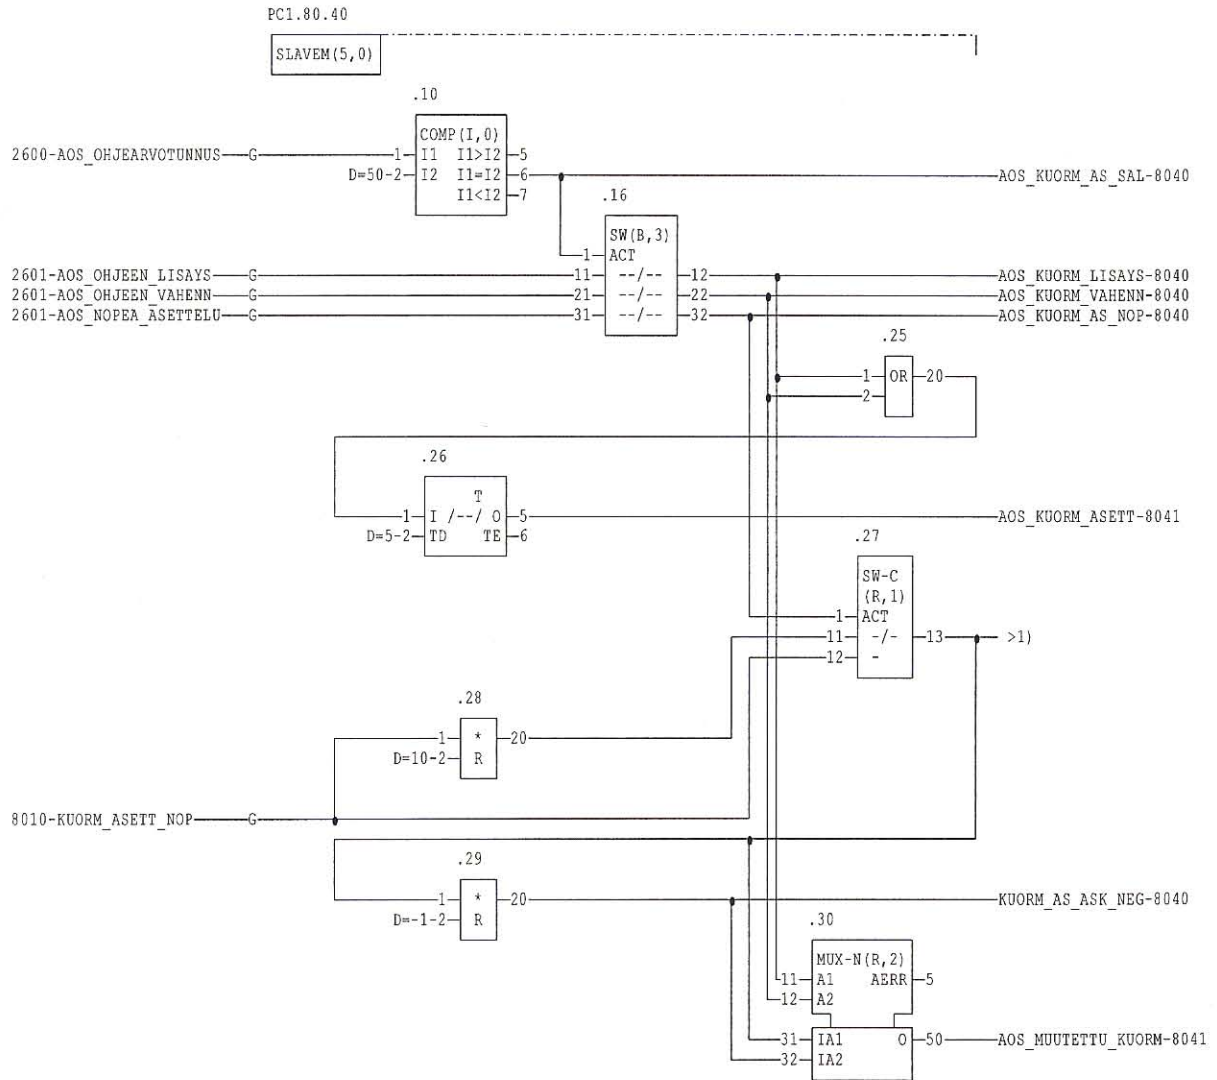 PC1.80.40
SLAVEM(5,0)
.10
COMP(I,0)
2600-AOS_OHJEARVOTUNNUS G 1 I1 I1>I2 5
D=50-2 I2 I1=I2 6 AOS_KUORM_AS_SAL-8040
I1<I2 7
.16
SW(B,3)
1 ACT
2601-AOS_OHJEEN_LISAYS G 11 --/-- 12 AOS_KUORM_LISAYS-8040
2601-AOS_OHJEEN_VAHENN G 21 --/-- 22 AOS_KUORM_VAHENN-8040
2601-AOS_NOPEA_ASETTELU G 31 --/-- 32 AOS_KUORM_AS_NOP-8040
.25
1 OR 20
2
.26
T
1 I /--/ O 5 AOS_KUORM_ASETT-8041
D=5-2 TD TE 6
.27
SW-C
(R,1)
1 ACT
11 -/- 13 >1)
12 -
.28
1 * 20
D=10-2 R
8010-KUORM_ASETT_NOP G
.29
1 * 20 KUORM_AS_ASK_NEG-8040
D=-1-2 R
.30
MUX-N(R,2)
11 A1 AERR 5
12 A2
31 IA1 O 50 AOS_MUUTETTU_KUORM-8041
32 IA2